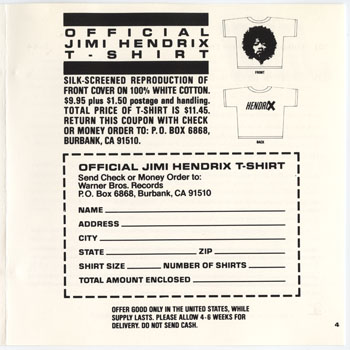 OFFICIAL
JIMI HENDRIX
T-SHIRT
SILK-SCREENED REPRODUCTION OF
FRONT COVER ON 100% WHITE COTTON.
$9.95 plus $1.50 postage and handling.
TOTAL PRICE OF T-SHIRT IS $11.45.
RETURN THIS COUPON WITH CHECK
OR MONEY ORDER TO: P.O. BOX 6868,
BURBANK, CA 91510.
FRONT
HENDRIX
BACK
OFFICIAL JIMI HENDRIX T-SHIRT
Send Check or Money Order to:
Warner Bros. Records
P.O. Box 6868, Burbank, CA 91510
NAME
ADDRESS
CITY
STATE ZIP
SHIRT SIZE NUMBER OF SHIRTS
TOTAL AMOUNT ENCLOSED
OFFER GOOD ONLY IN THE UNITED STATES, WHILE
SUPPLY LASTS. PLEASE ALLOW 4-6 WEEKS FOR
DELIVERY. DO NOT SEND CASH.
4